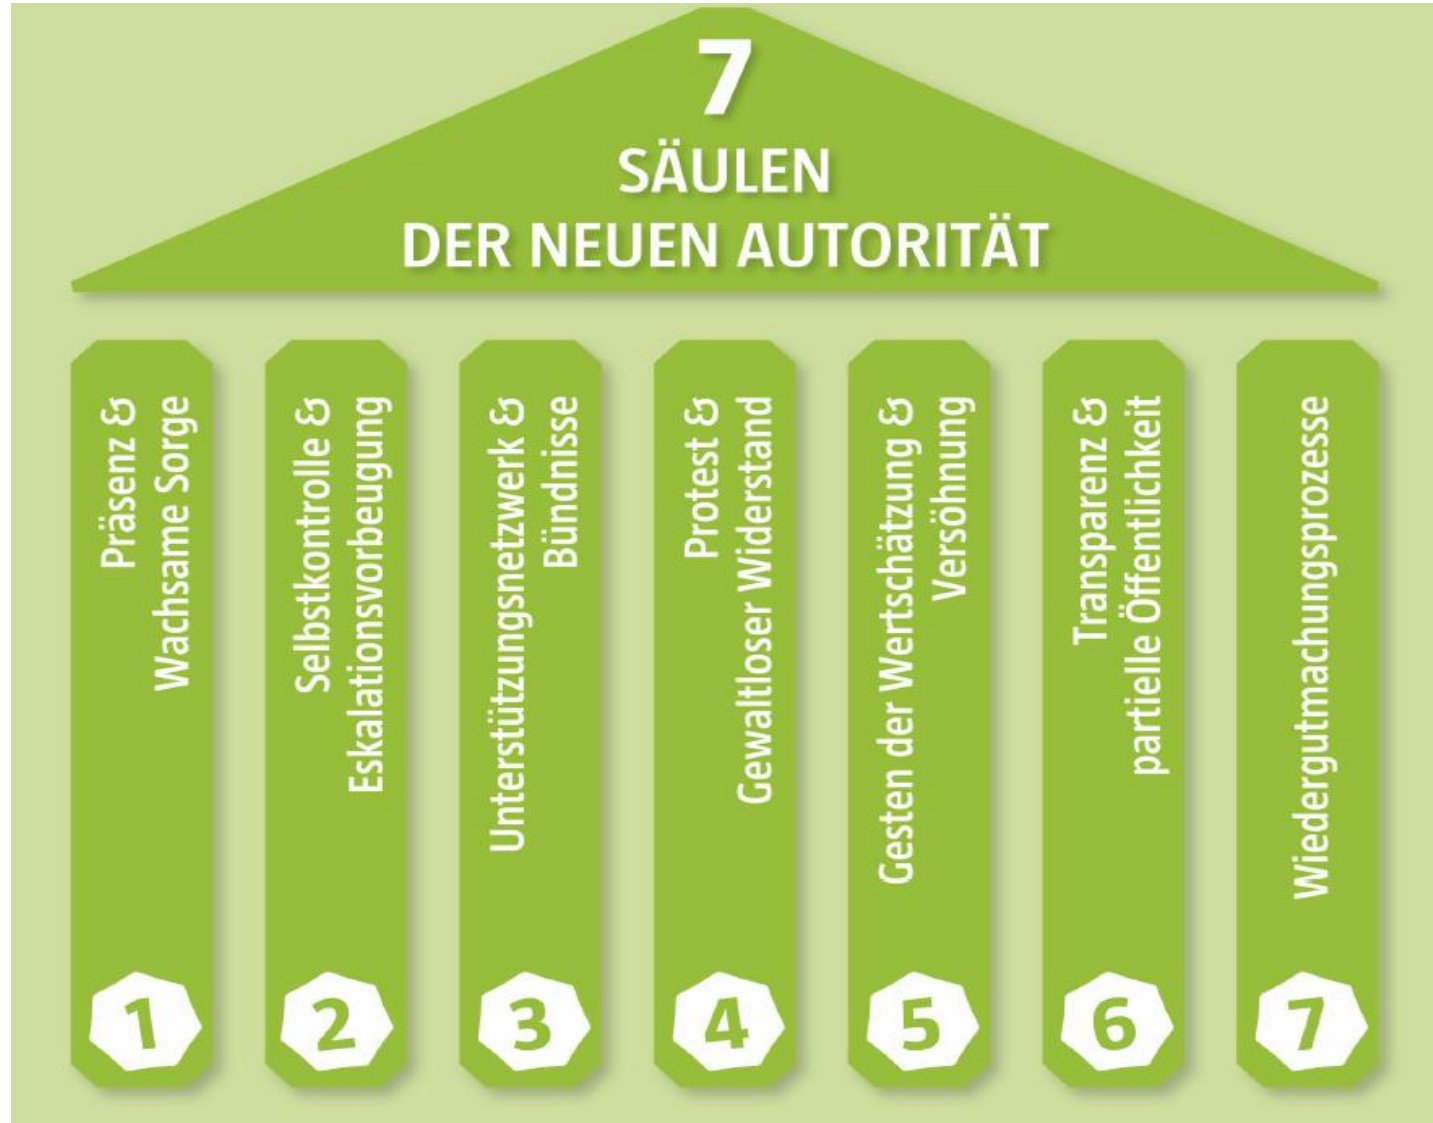 7
SÄULEN
DER NEUEN AUTORITÄT
Präsenz &
Wachsame Sorge
1
Selbstkontrolle &
Eskalationsvorbeugung
2
Unterstützungsnetzwerk &
Bündnisse
3
Protest &
Gewaltloser Widerstand
4
Gesten der Wertschätzung &
Versöhnung
5
Transparenz &
partielle Öffentlichkeit
6
Wiedergutmachungsprozesse
7